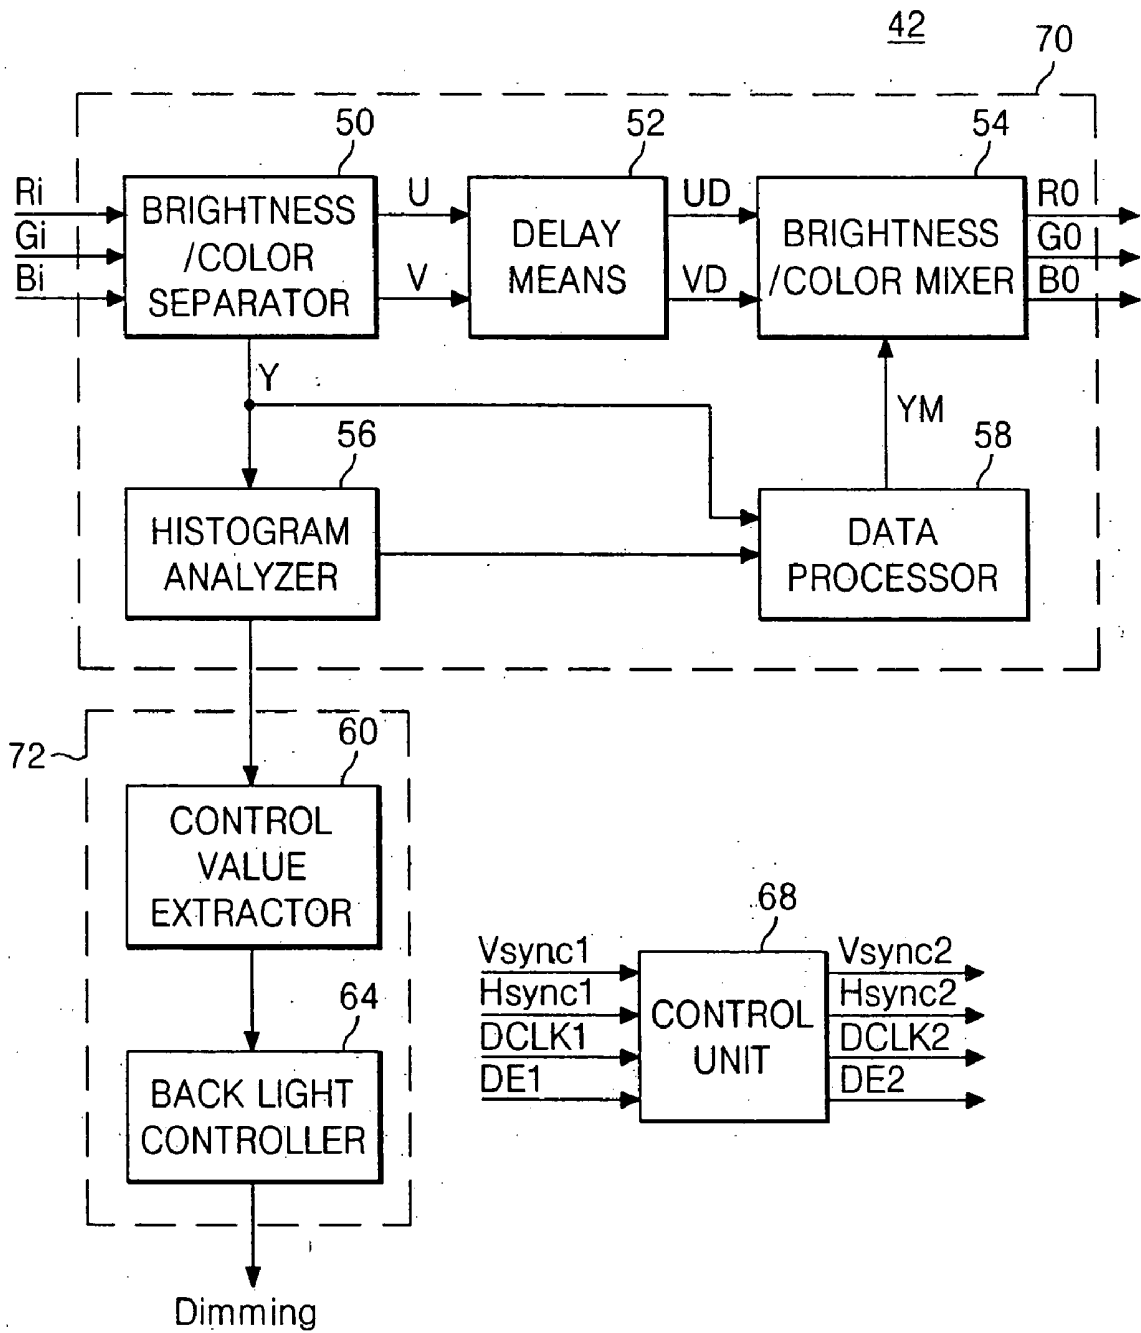 42
70
50
52
54
Ri
Gi
Bi
BRIGHTNESS
/COLOR
SEPARATOR
U
V
DELAY
MEANS
UD
VD
BRIGHTNESS
/COLOR MIXER
R0
G0
B0
Y
YM
56
58
HISTOGRAM
ANALYZER
DATA
PROCESSOR
72
60
CONTROL
VALUE
EXTRACTOR
64
BACK LIGHT
CONTROLLER
Dimming
68
Vsync1
Hsync1
DCLK1
DE1
CONTROL
UNIT
Vsync2
Hsync2
DCLK2
DE2